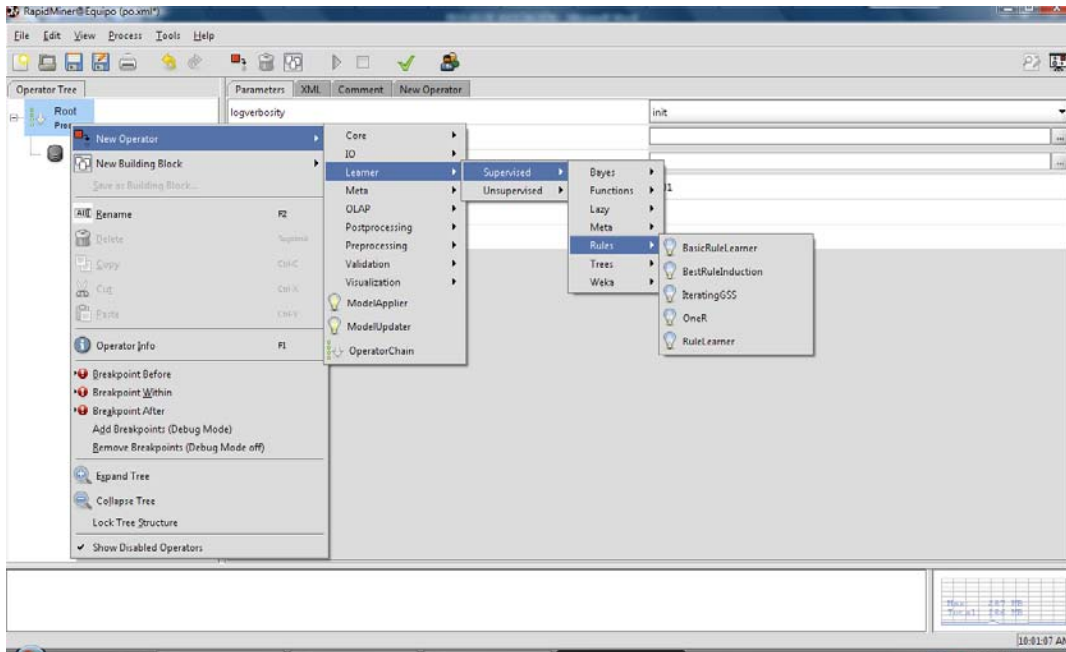 RapidMiner@Equipo (po.xml*)
File Edit View Process Tools Help
Operator Tree
Parameters XML Comment New Operator
Root
logverbosity
init
New Operator
New Building Block
Save as Building Block...
Rename F2
Delete
Copy Ctrl-C
Cut Ctrl-X
Paste Ctrl-V
Operator Info F1
Breakpoint Before
Breakpoint Within
Breakpoint After
Add Breakpoints (Debug Mode)
Remove Breakpoints (Debug Mode off)
Expand Tree
Collapse Tree
Lock Tree Structure
Show Disabled Operators
Core
IO
Learner
Meta
OLAP
Postprocessing
Preprocessing
Validation
Visualization
ModelApplier
ModelUpdater
OperatorChain
Supervised
Unsupervised
Bayes
Functions
Lazy
Meta
Rules
Trees
Weka
BasicRuleLearner
BestRuleInduction
IteratingGSS
OneR
RuleLearner
Max:
Total:
10:01:07 AM